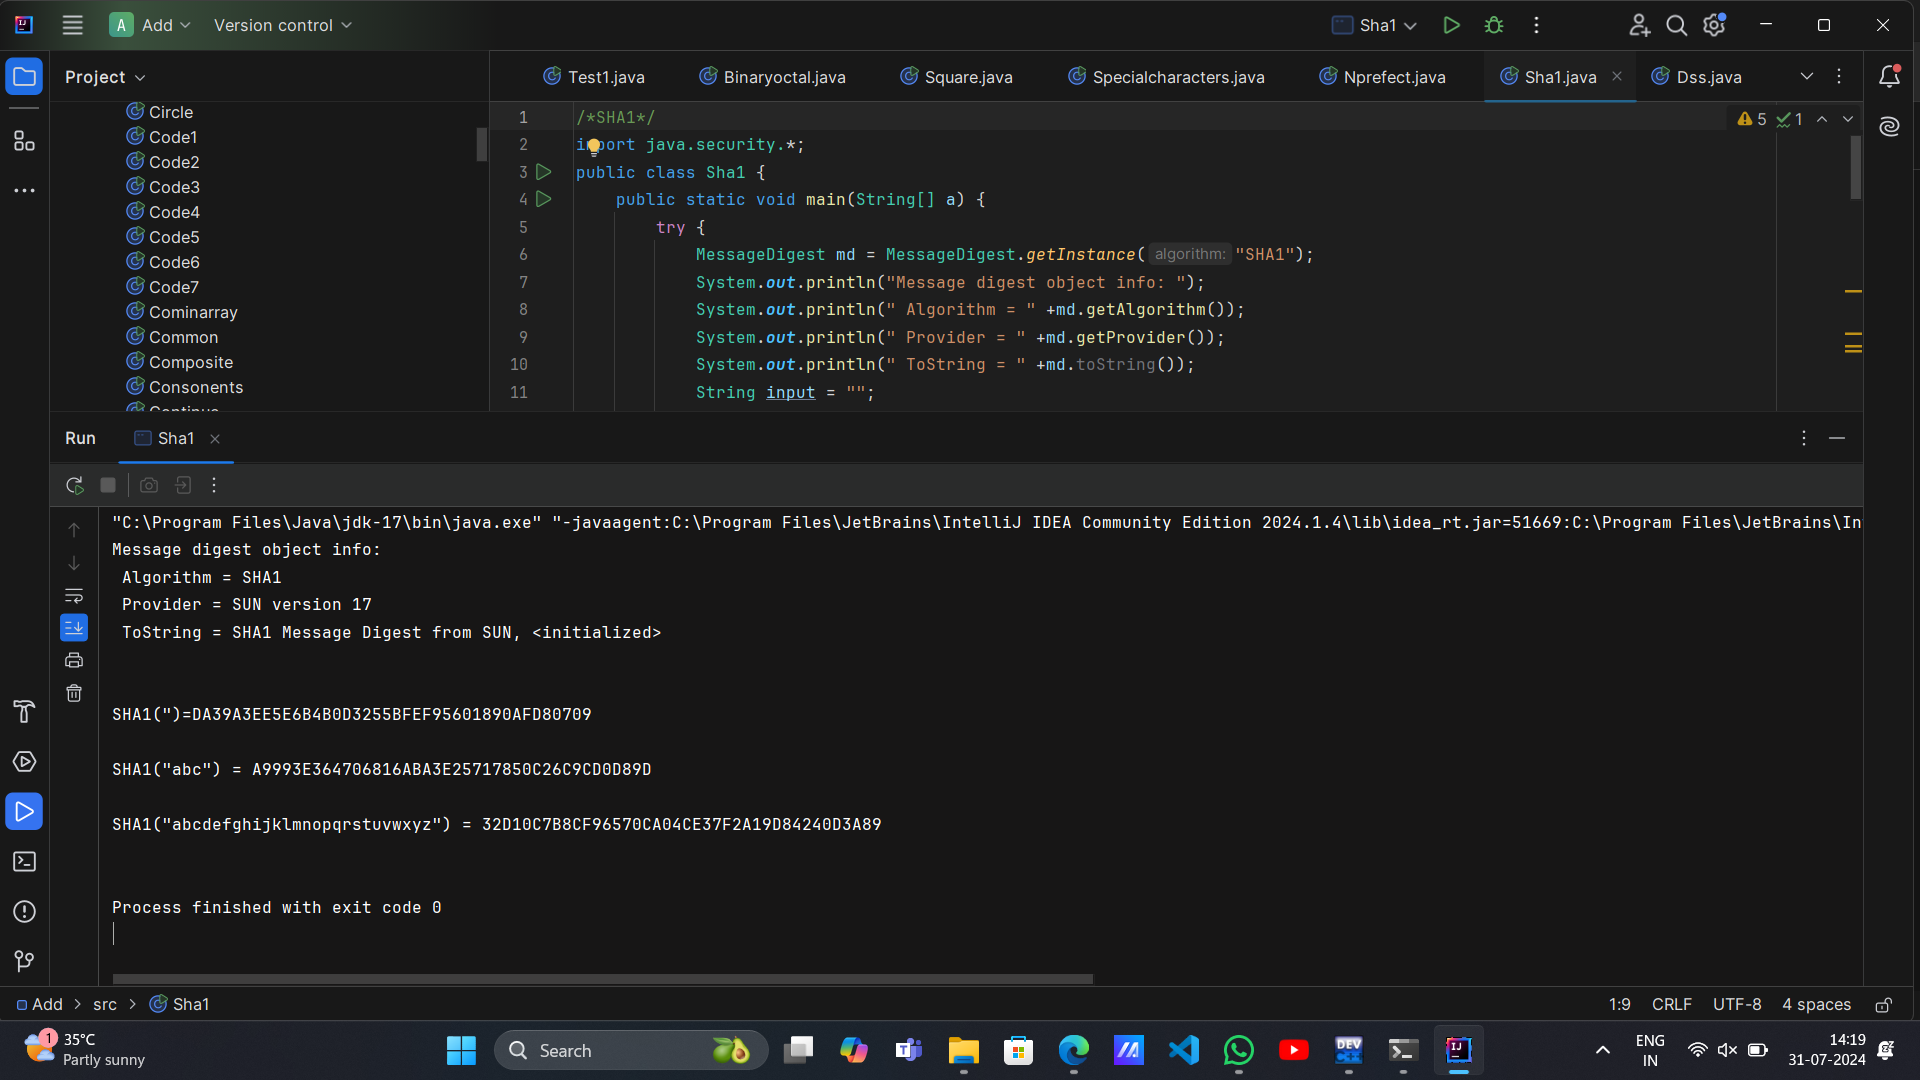 A Add Version control Sha1
Project
Test1.java Binaryoctal.java Square.java Specialcharacters.java Nprefect.java Sha1.java Dss.java
Circle
Code1
Code2
Code3
Code4
Code5
Code6
Code7
Cominarray
Common
Composite
Consonents
5 1
1 /*SHA1*/
2 import java.security.*;
3 public class Sha1 {
4 public static void main(String[] a) {
5 try {
6 MessageDigest md = MessageDigest.getInstance( algorithm: "SHA1");
7 System.out.println("Message digest object info: ");
8 System.out.println(" Algorithm = " +md.getAlgorithm());
9 System.out.println(" Provider = " +md.getProvider());
10 System.out.println(" ToString = " +md.toString());
11 String input = "";
Run Sha1
"C:\Program Files\Java\jdk-17\bin\java.exe" "-javaagent:C:\Program Files\JetBrains\IntelliJ IDEA Community Edition 2024.1.4\lib\idea_rt.jar=51669:C:\Program Files\JetBrains\In
Message digest object info:
Algorithm = SHA1
Provider = SUN version 17
ToString = SHA1 Message Digest from SUN, <initialized>
SHA1(")=DA39A3EE5E6B4B0D3255BFEF95601890AFD80709
SHA1("abc") = A9993E364706816ABA3E25717850C26C9CD0D89D
SHA1("abcdefghijklmnopqrstuvwxyz") = 32D10C7B8CF96570CA04CE37F2A19D84240D3A89
Process finished with exit code 0
Add > src > Sha1 1:9 CRLF UTF-8 4 spaces
1 35°C
Partly sunny
Search
DEV
C++
IJ
ENG
IN
14:19
31-07-2024